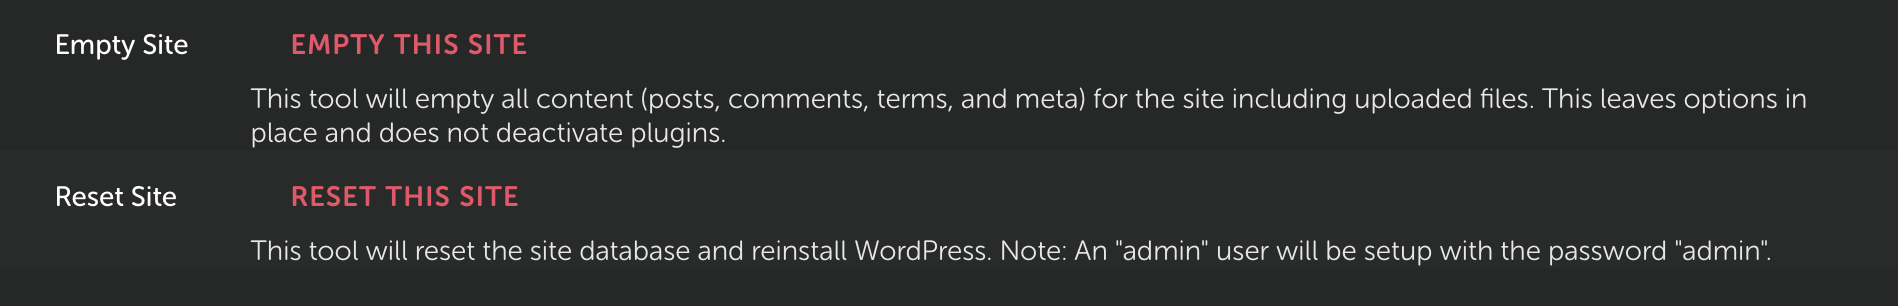 Empty Site
EMPTY THIS SITE
This tool will empty all content (posts, comments, terms, and meta) for the site including uploaded files. This leaves options in
place and does not deactivate plugins.
Reset Site
RESET THIS SITE
This tool will reset the site database and reinstall WordPress. Note: An "admin" user will be setup with the password "admin".